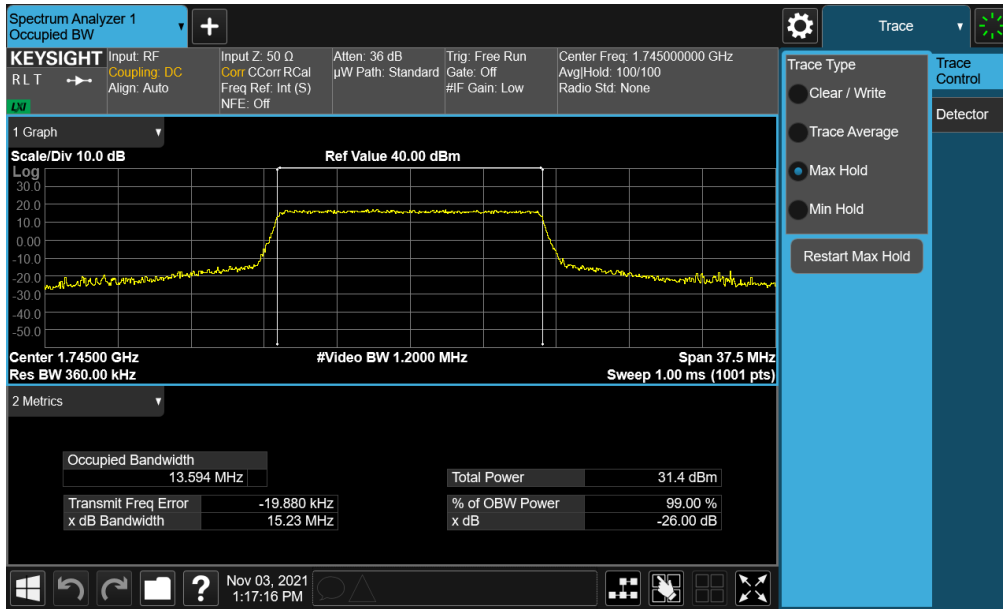 Spectrum Analyzer 1
Occupied BW
+
Trace
KEYSIGHT
R L T
LXI
Input: RF
Coupling: DC
Align: Auto
Input Z: 50 Ω
Corr CCorr RCal
Freq Ref: Int (S)
NFE: Off
Atten: 36 dB
µW Path: Standard
Trig: Free Run
Gate: Off
#IF Gain: Low
Center Freq: 1.745000000 GHz
Avg|Hold: 100/100
Radio Std: None
1 Graph
Scale/Div 10.0 dB
Ref Value 40.00 dBm
Log
30.0
20.0
10.0
0.00
-10.0
-20.0
-30.0
-40.0
-50.0
Center 1.74500 GHz
#Video BW 1.2000 MHz
Span 37.5 MHz
Res BW 360.00 kHz
Sweep 1.00 ms (1001 pts)
2 Metrics
Occupied Bandwidth
13.594 MHz
Total Power 31.4 dBm
Transmit Freq Error -19.880 kHz
% of OBW Power 99.00 %
x dB Bandwidth 15.23 MHz
x dB -26.00 dB
Trace Type
Clear / Write
Trace Average
Max Hold
Min Hold
Restart Max Hold
Trace
Control
Detector
?
Nov 03, 2021
1:17:16 PM